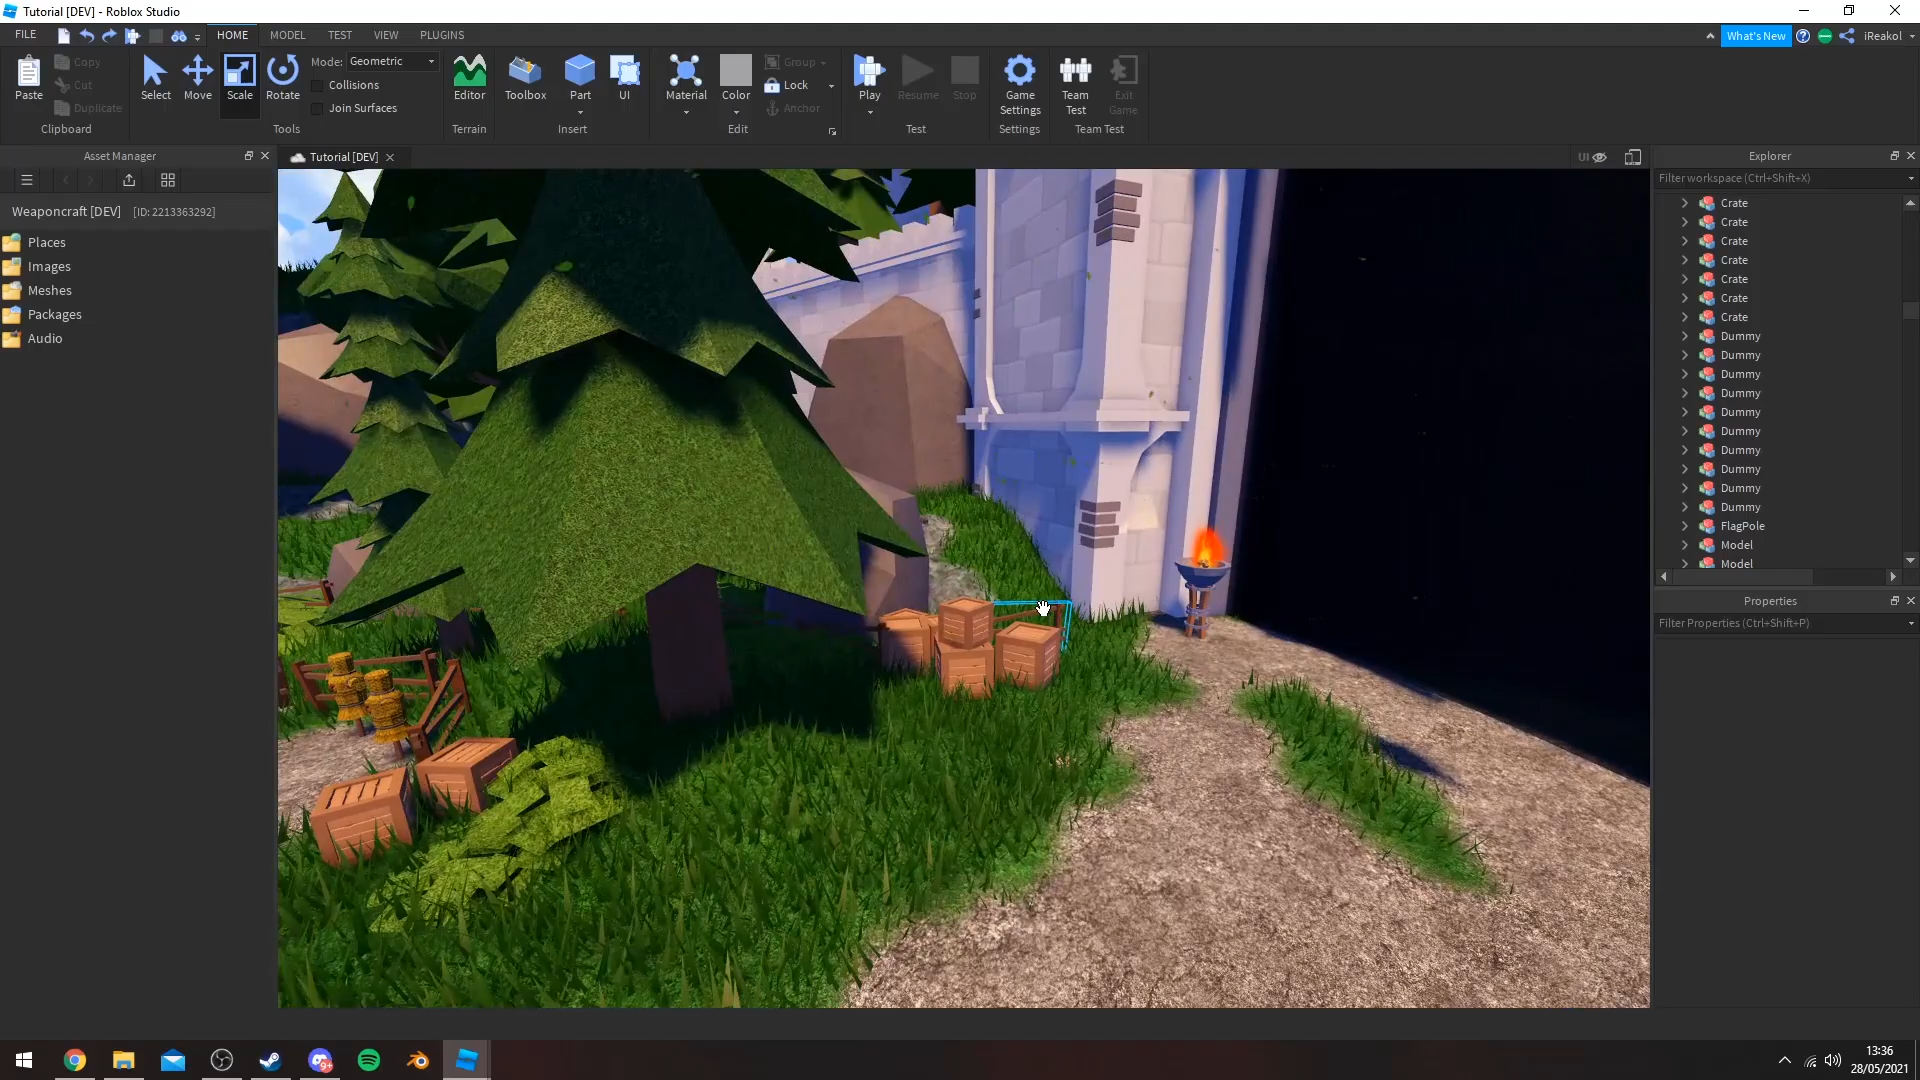 Tutorial [DEV] - Roblox Studio
FILE
HOME
MODEL
TEST
VIEW
PLUGINS
What's New
iReakol
Paste
Copy
Cut
Duplicate
Clipboard
Select
Move
Scale
Rotate
Mode: Geometric
Collisions
Join Surfaces
Tools
Editor
Terrain
Toolbox
Part
UI
Insert
Material
Color
Group
Lock
Anchor
Edit
Play
Resume
Stop
Test
Game
Settings
Settings
Team
Test
Exit
Game
Team Test
Asset Manager
Weaponcraft [DEV] [ID: 2213363292]
Places
Images
Meshes
Packages
Audio
Tutorial [DEV]
UI
Explorer
Filter workspace (Ctrl+Shift+X)
Crate
Crate
Crate
Crate
Crate
Crate
Crate
Dummy
Dummy
Dummy
Dummy
Dummy
Dummy
Dummy
Dummy
Dummy
Dummy
FlagPole
Model
Model
Properties
Filter Properties (Ctrl+Shift+P)
9+
13:36
28/05/2021